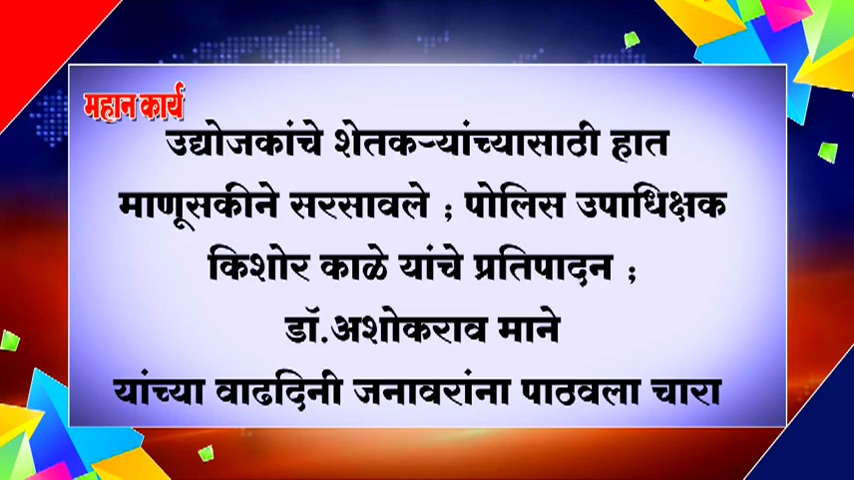 महान कार्य
उद्योजकांचे शेतकऱ्यांच्यासाठी हात
माणूसकीने सरसावले ; पोलिस उपाधिक्षक
किशोर काळे यांचे प्रतिपादन ;
डॉ.अशोकराव माने
यांच्या वाढदिनी जनावरांना पाठवला चारा